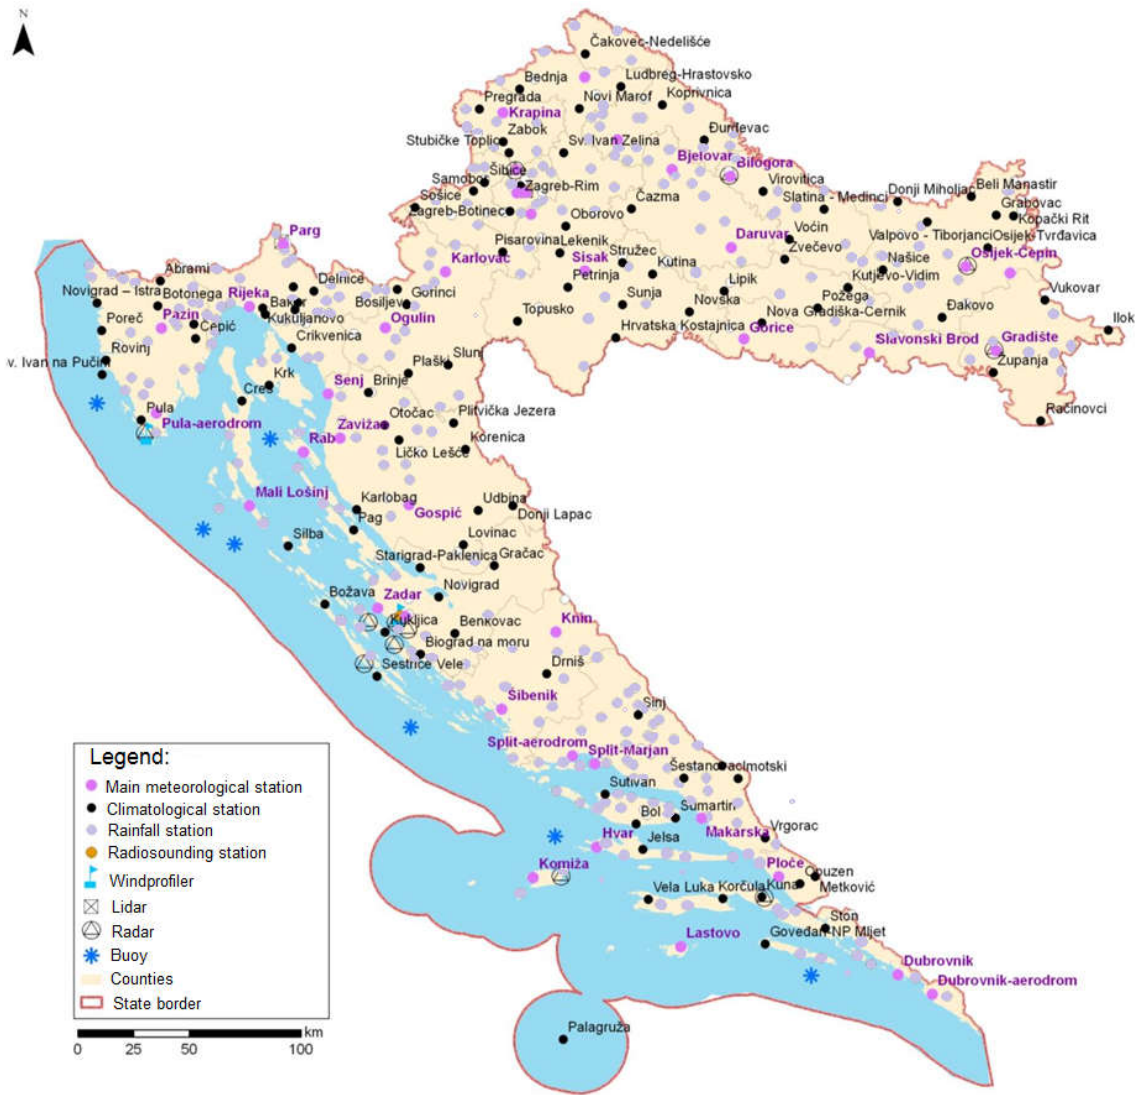 N
Čakovec-Nedelišće
Bednja
Ludbreg-Hrastovsko
Pregrada
Novi Marof
Koprivnica
Krapina
Zabok
Stubičke Toplic
Sv. Ivan Zelina
Đurđevac
Bjelovar
Bilogora
Šibice
Samobor
Zagreb-Rim
Virovitica
Slatina - Medinci
Donji Miholjac
Beli Manastir
Sošice
Čazma
Grabovac
Zagreb-Botinec
Oborovo
Kopački Rit
Voćin
Valpovo - Tiborjanci
Osijek-Tvrđavica
Parg
Pisarovina
Lekenik
Daruvar
Zvečevo
Karlovac
Sisak
Stružec
Našice
Osijek-Čepin
Abrami
Petrinja
Kutina
Lipik
Kutjevo-Vidim
Delnice
Vukovar
Novigrad – Istra
Botonega
Rijeka
Bakar
Bosiljevo
Gorinci
Sunja
Novska
Požega
Pazin
Kukuljanovo
Topusko
Nova Gradiška-Černik
Đakovo
Poreč
Čepić
Ogulin
Hrvatska Kostajnica
Gorice
Ilok
Crikvenica
Slavonski Brod
Gradište
Rovinj
Slunj
v. Ivan na Pučini
Plaški
Županja
Krk
Brinje
Cres
Senj
Pula
Otočac
Plitvička Jezera
Račinovci
Pula-aerodrom
Zavižan
Rab
Korenica
Ličko Lešće
Mali Lošinj
Karlobag
Udbina
Pag
Gospić
Donji Lapac
Silba
Lovinac
Starigrad-Paklenica
Gračac
Božava
Novigrad
Zadar
Kukljica
Benkovac
Knin
Biograd na moru
Sestrice Vele
Drniš
Šibenik
Sinj
Split-aerodrom
Split-Marjan
Šestanovac
Imotski
Sutivan
Bol
Sumartin
Hvar
Jelsa
Makarska
Vrgorac
Komiža
Ploče
Opuzen
Vela Luka
Korčula
Kuna
Metković
Ston
Lastovo
Goveđari-NP Mljet
Dubrovnik
Dubrovnik-aerodrom
Palagruža
Legend:
Main meteorological station
Climatological station
Rainfall station
Radiosounding station
Windprofiler
Lidar
Radar
Buoy
Counties
State border
km
0 25 50 100